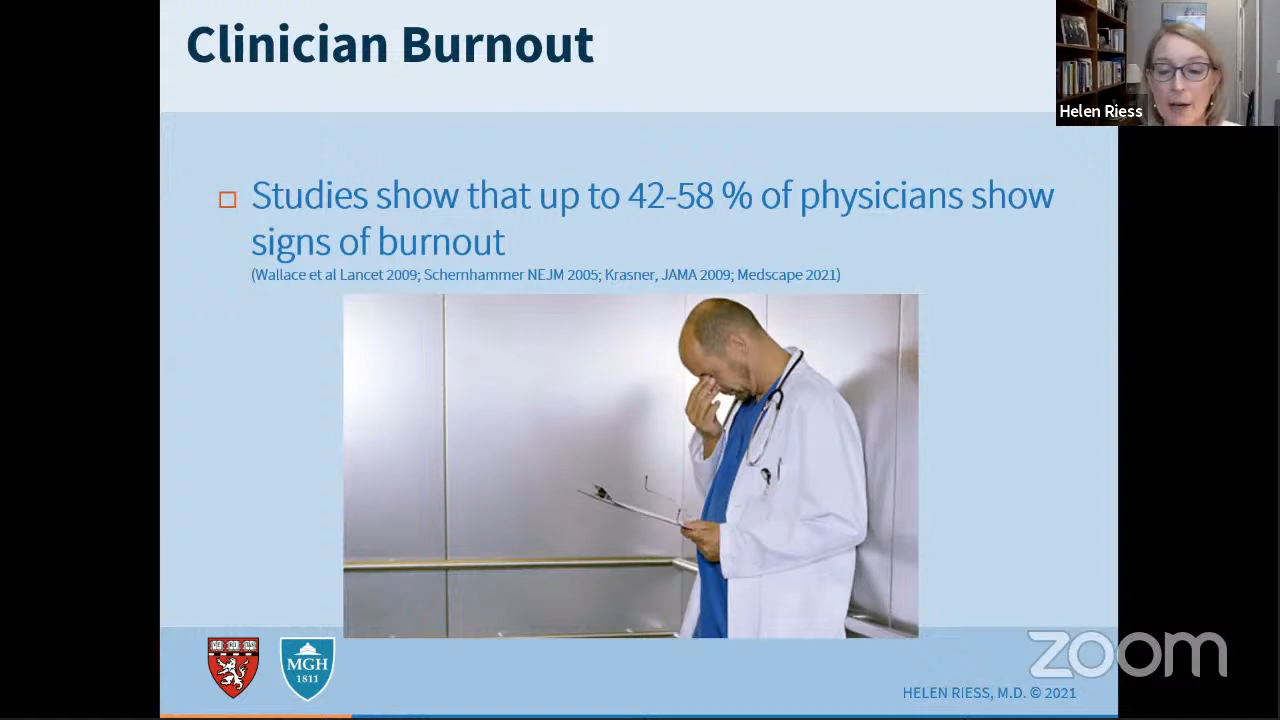 Clinician Burnout
Helen Riess
Studies show that up to 42-58 % of physicians show
signs of burnout
(Wallace et al Lancet 2009; Schernhammer NEJM 2005; Krasner, JAMA 2009; Medscape 2021)
MGH
1811
zoom
HELEN RIESS, M.D. © 2021